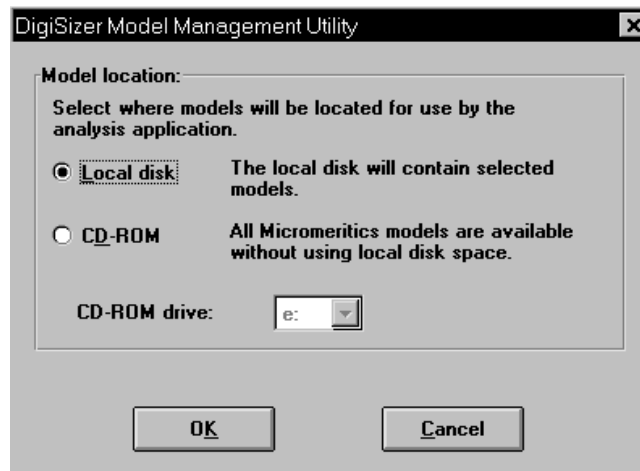 DigiSizer Model Management Utility
Model location:
Select where models will be located for use by the
analysis application.
Local disk
The local disk will contain selected
models.
CD-ROM
All Micromeritics models are available
without using local disk space.
CD-ROM drive:
e:
OK
Cancel